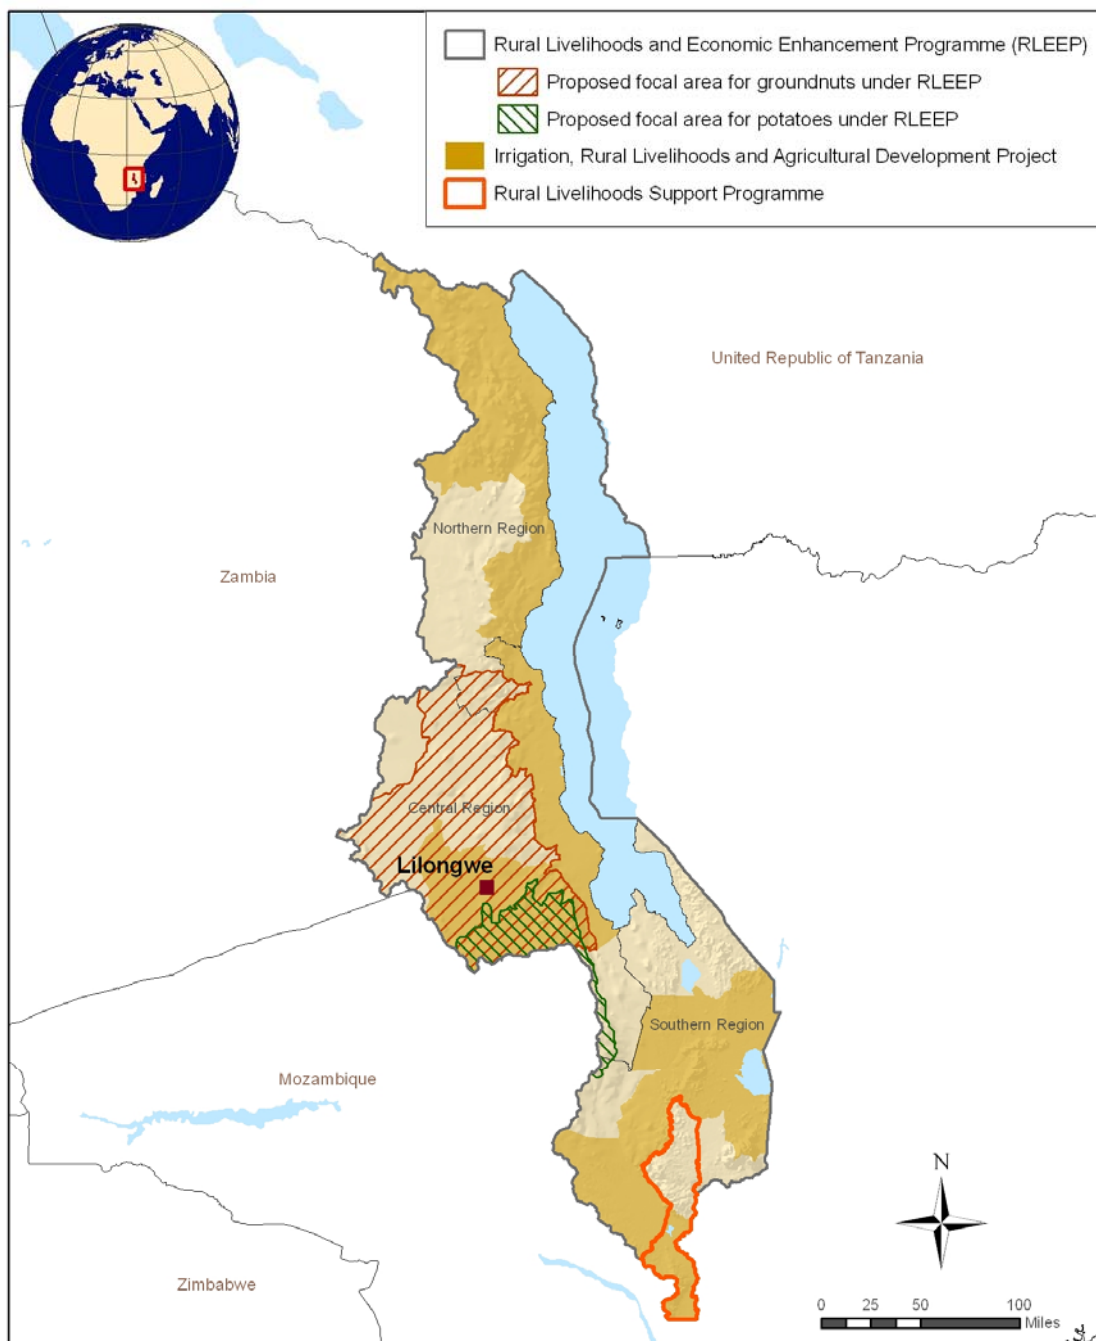 Rural Livelihoods and Economic Enhancement Programme (RLEEP)
Proposed focal area for groundnuts under RLEEP
Proposed focal area for potatoes under RLEEP
Irrigation, Rural Livelihoods and Agricultural Development Project
Rural Livelihoods Support Programme
United Republic of Tanzania
Northern Region
Zambia
Central Region
Lilongwe
Southern Region
Mozambique
N
Zimbabwe
0 25 50 100
Miles